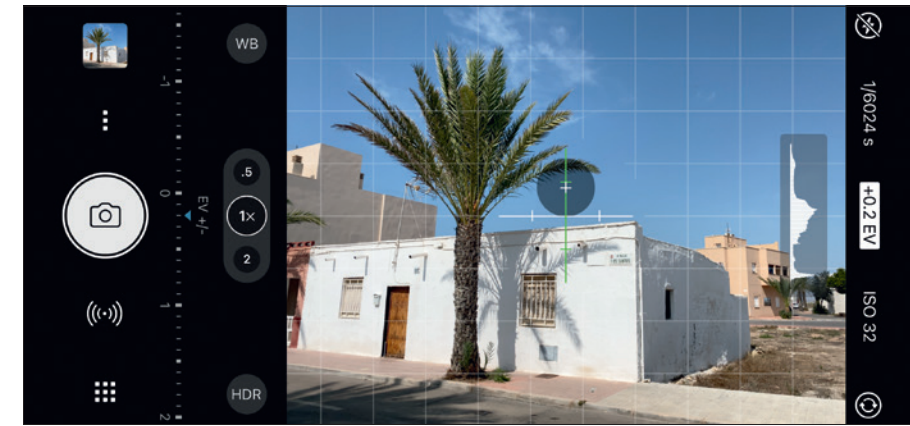 WB
-1
0
EV +/-
1
2
.5
1×
2
HDR
1/6024 s
+0.2 EV
ISO 32